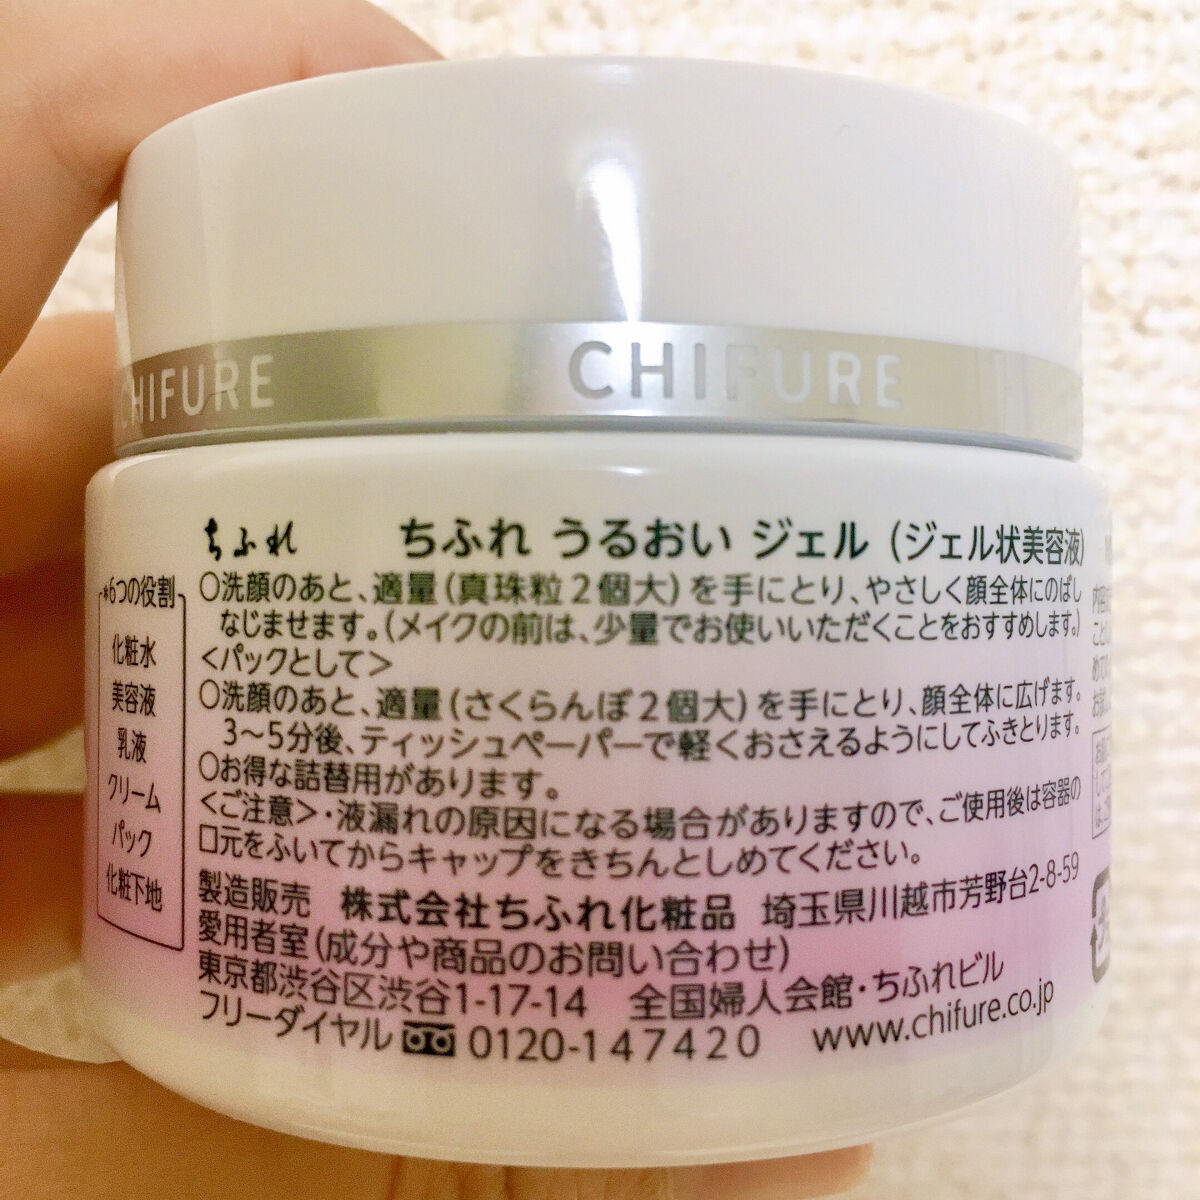 CHIFURE
CHIFURE
ちふれ
ちふれ うるおい ジェル (ジェル状美容液)
○洗顔のあと、適量(真珠粒2個大)を手にとり、やさしく顔全体にのばし
なじませます。(メイクの前は、少量でお使いいただくことをおすすめします。)
<パックとして>
○洗顔のあと、適量(さくらんぼ2個大)を手にとり、顔全体に広げます。
3~5分後、ティッシュペーパーで軽くおさえるようにしてふきとります。
○お得な詰替用があります。
<ご注意>・液漏れの原因になる場合がありますので、ご使用後は容器の
口元をふいてからキャップをきちんとしめてください。
製造販売 株式会社ちふれ化粧品 埼玉県川越市芳野台2-8-59
愛用者室(成分や商品のお問い合わせ)
東京都渋谷区渋谷1-17-14 全国婦人会館・ちふれビル
フリーダイヤル 0120-147420 www.chifure.co.jp
*6つの役割
化粧水
美容液
乳液
クリーム
パック
化粧下地